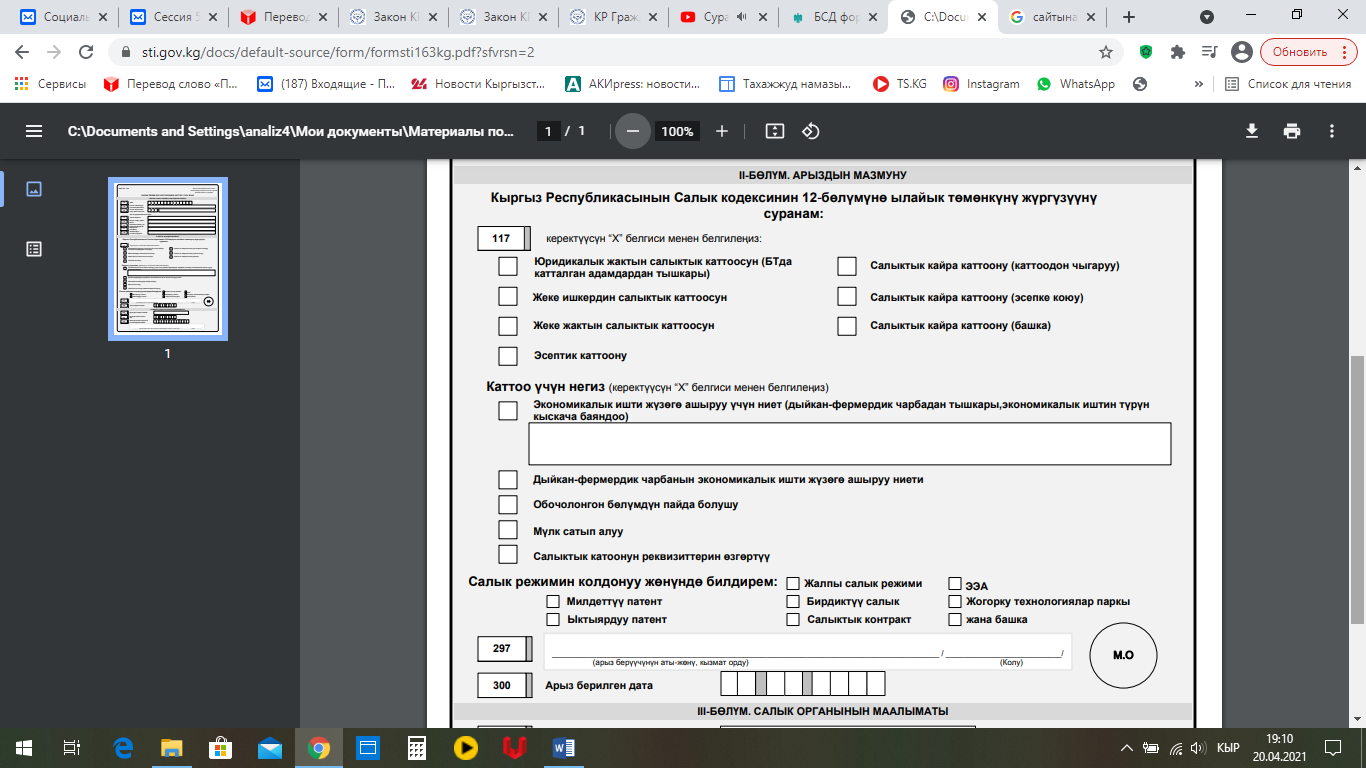 Социаль
Сессия 5
Перевод
Закон КР
Закон КР
КР Граж
Сура
БСД фор
C:\Docum
сайтына
sti.gov.kg/docs/default-source/form/formsti163kg.pdf?sfvrsn=2
Обновить
Сервисы
Перевод слово «П...
(187) Входящие - П...
Новости Кыргызст...
АКИpress: новости...
Тахажжуд намазы...
TS.KG
Instagram
WhatsApp
»
Список для чтения
C:\Documents and Settings\analiz4\Мои документы\Материалы по...
1 / 1
100%
1
II-БӨЛҮМ. АРЫЗДЫН МАЗМУНУ
Кыргыз Республикасынын Салык кодексинин 12-бөлүмүнө ылайык төмөнкүнү жүргүзүүнү
суранам:
117
керектүүсүн “X” белгиси менен белгилеңиз:
Юридикалык жактын салыктык каттоосун (БТда
катталган адамдардан тышкары)
Салыктык кайра каттоону (каттоодон чыгаруу)
Жеке ишкердин салыктык каттоосун
Салыктык кайра каттоону (эсепке коюу)
Жеке жактын салыктык каттоосун
Салыктык кайра каттоону (башка)
Эсептик каттоону
Каттоо үчүн негиз (керектүүсүн “X” белгиси менен белгилеңиз)
Экономикалык ишти жүзөгө ашыруу үчүн ниет (дыйкан-фермердик чарбадан тышкары,экономикалык иштин түрүн
кыскача баяндоо)
Дыйкан-фермердик чарбанын экономикалык ишти жүзөгө ашыруу ниети
Обочолонгон бөлүмдүн пайда болушу
Мүлк сатып алуу
Салыктык катоонун реквизиттерин өзгөртүү
Салык режимин колдонуу жөнүндө билдирем:
Жалпы салык режими
ЭЭА
Милдеттүү патент
Бирдиктүү салык
Жогорку технологиялар паркы
Ыктыярдуу патент
Салыктык контракт
жана башка
297
/ /
(арыз берүүчүнүн аты-жөнү, кызмат орду)
(Колу)
М.О
300
Арыз берилген дата
III-БӨЛҮМ. САЛЫК ОРГАНЫНЫН МААЛЫМАТЫ
КЫР
19:10
20.04.2021